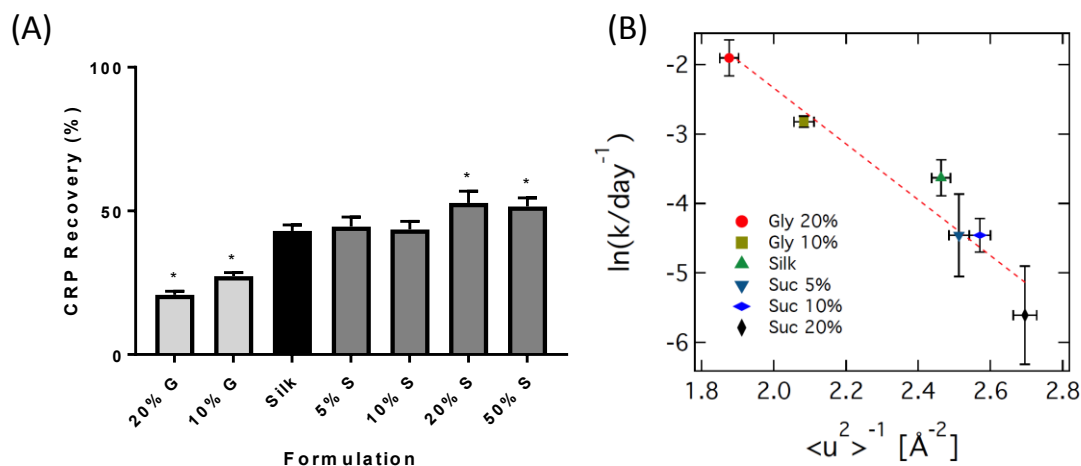 (A)
CRP Recovery (%)
100
50
0
*
*
*
*
20% G
10% G
Silk
5% S
10% S
20% S
50% S
Formulation
(B)
ln(k/day⁻¹)
-2
-3
-4
-5
-6
Gly 20%
Gly 10%
Silk
Suc 5%
Suc 10%
Suc 20%
1.8
2.0
2.2
2.4
2.6
2.8
<u²>⁻¹ [Å⁻²]